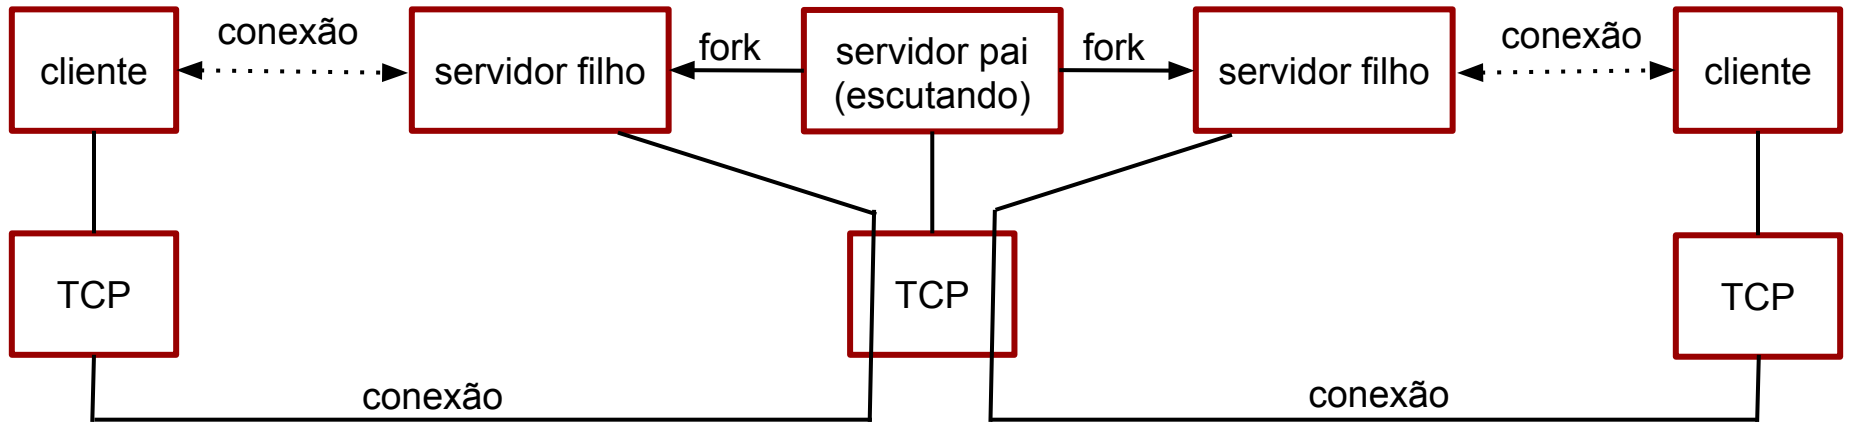 cliente
conexão
servidor filho
fork
servidor pai
(escutando)
fork
servidor filho
conexão
cliente
TCP
TCP
TCP
conexão
conexão